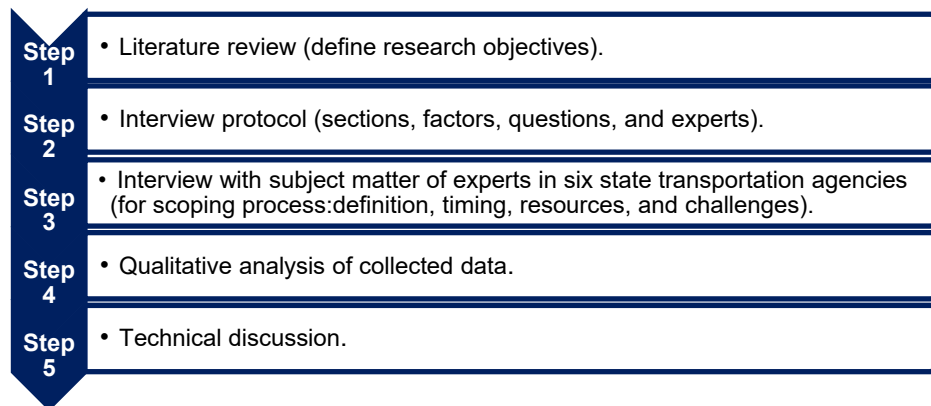 Step
1
• Literature review (define research objectives).
Step
2
• Interview protocol (sections, factors, questions, and experts).
Step
3
• Interview with subject matter of experts in six state transportation agencies
(for scoping process:definition, timing, resources, and challenges).
Step
4
• Qualitative analysis of collected data.
Step
5
• Technical discussion.